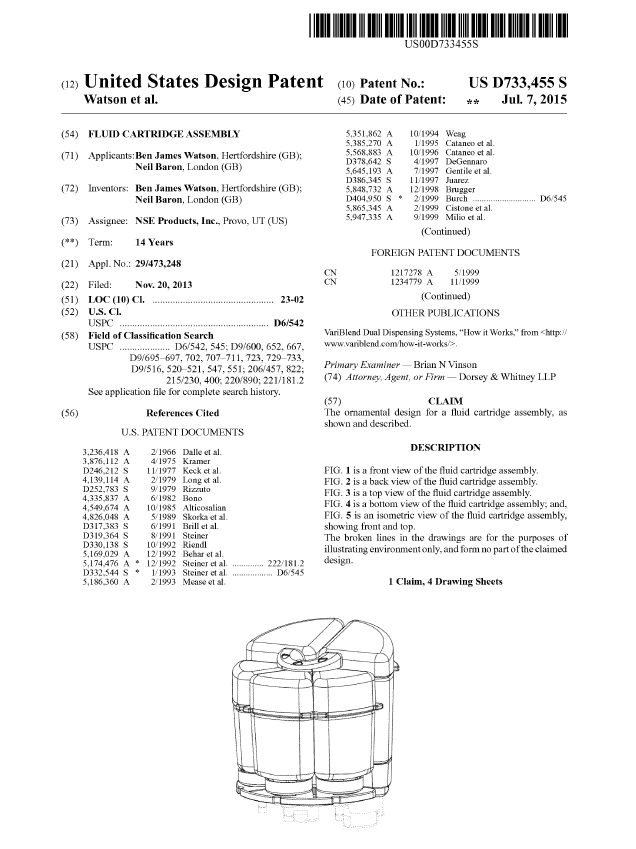 US00D733455S
(12) United States Design Patent
Watson et al.
(10) Patent No.: US D733,455 S
(45) Date of Patent: ** Jul. 7, 2015
(54) FLUID CARTRIDGE ASSEMBLY
(71) Applicants: Ben James Watson, Hertfordshire (GB);
Neil Baron, London (GB)
(72) Inventors: Ben James Watson, Hertfordshire (GB);
Neil Baron, London (GB)
(73) Assignee: NSE Products, Inc., Provo, UT (US)
(**) Term: 14 Years
(21) Appl. No.: 29/473,248
(22) Filed: Nov. 20, 2013
(51) LOC (10) Cl. ............................................. 23-02
(52) U.S. Cl.
USPC ........................................................ D6/542
(58) Field of Classification Search
USPC .................. D6/542, 545; D9/600, 652, 667,
D9/695–697, 702, 707–711, 723, 729–733,
D9/516, 520–521, 547, 551; 206/457, 822;
215/230, 400; 220/890; 221/181.2
See application file for complete search history.
(56) References Cited
U.S. PATENT DOCUMENTS
3,236,418 A 2/1966 Dalle et al.
3,876,112 A 4/1975 Kramer
D246,212 S 11/1977 Keck et al.
4,139,114 A 2/1979 Long et al.
D252,783 S 9/1979 Rizzuto
4,335,837 A 6/1982 Bono
4,549,674 A 10/1985 Alticosalian
4,826,048 A 5/1989 Skorka et al.
D317,383 S 6/1991 Brill et al.
D319,364 S 8/1991 Steiner
D330,138 S 10/1992 Riendl
5,169,029 A 12/1992 Behar et al.
5,174,476 A * 12/1992 Steiner et al. .............. 222/181.2
D332,544 S * 1/1993 Steiner et al. .................. D6/545
5,186,360 A 2/1993 Mease et al.
5,351,862 A 10/1994 Weag
5,385,270 A 1/1995 Cataneo et al.
5,568,883 A 10/1996 Cataneo et al.
D378,642 S 4/1997 DeGennaro
5,645,193 A 7/1997 Gentile et al.
D386,345 S 11/1997 Juarez
5,848,732 A 12/1998 Brugger
D404,950 S * 2/1999 Burch ............................ D6/545
5,865,345 A 2/1999 Cistone et al.
5,947,335 A 9/1999 Milio et al.
(Continued)
FOREIGN PATENT DOCUMENTS
CN 1217278 A 5/1999
CN 1234779 A 11/1999
(Continued)
OTHER PUBLICATIONS
VariBlend Dual Dispensing Systems, “How it Works,” from <http://
www.variblend.com/how-it-works/>.
Primary Examiner — Brian N Vinson
(74) Attorney, Agent, or Firm — Dorsey & Whitney LLP
(57) CLAIM
The ornamental design for a fluid cartridge assembly, as
shown and described.
DESCRIPTION
FIG. 1 is a front view of the fluid cartridge assembly.
FIG. 2 is a back view of the fluid cartridge assembly.
FIG. 3 is a top view of the fluid cartridge assembly.
FIG. 4 is a bottom view of the fluid cartridge assembly; and,
FIG. 5 is an isometric view of the fluid cartridge assembly,
showing front and top.
The broken lines in the drawings are for the purposes of
illustrating environment only, and form no part of the claimed
design.
1 Claim, 4 Drawing Sheets